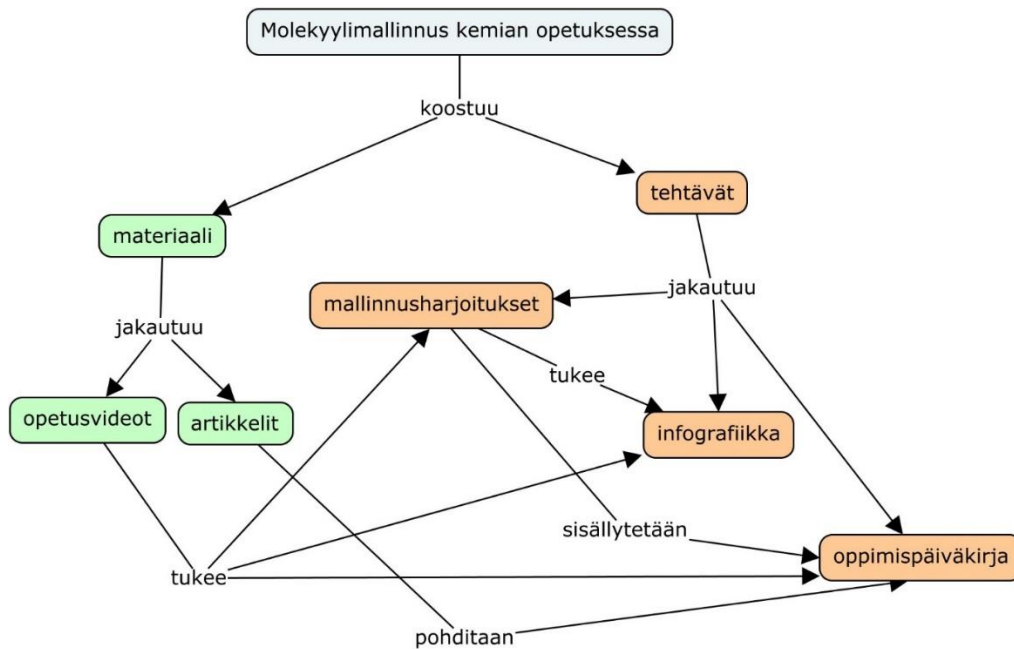 Molekyylimallinnus kemian opetuksessa
koostuu
tehtävät
materiaali
jakautuu
mallinnusharjoitukset
jakautuu
tukee
opetusvideot
artikkelit
infografiikka
sisällytetään
oppimispäiväkirja
tukee
pohditaan